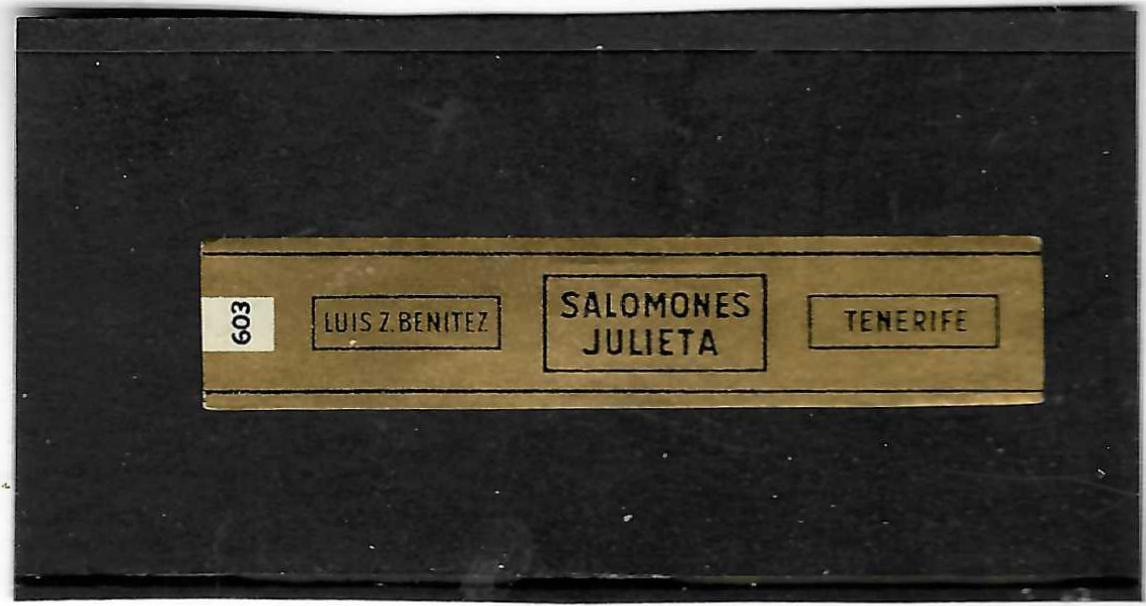 603
LUIS Z. BENITEZ
SALOMONES
JULIETA
TENERIFE